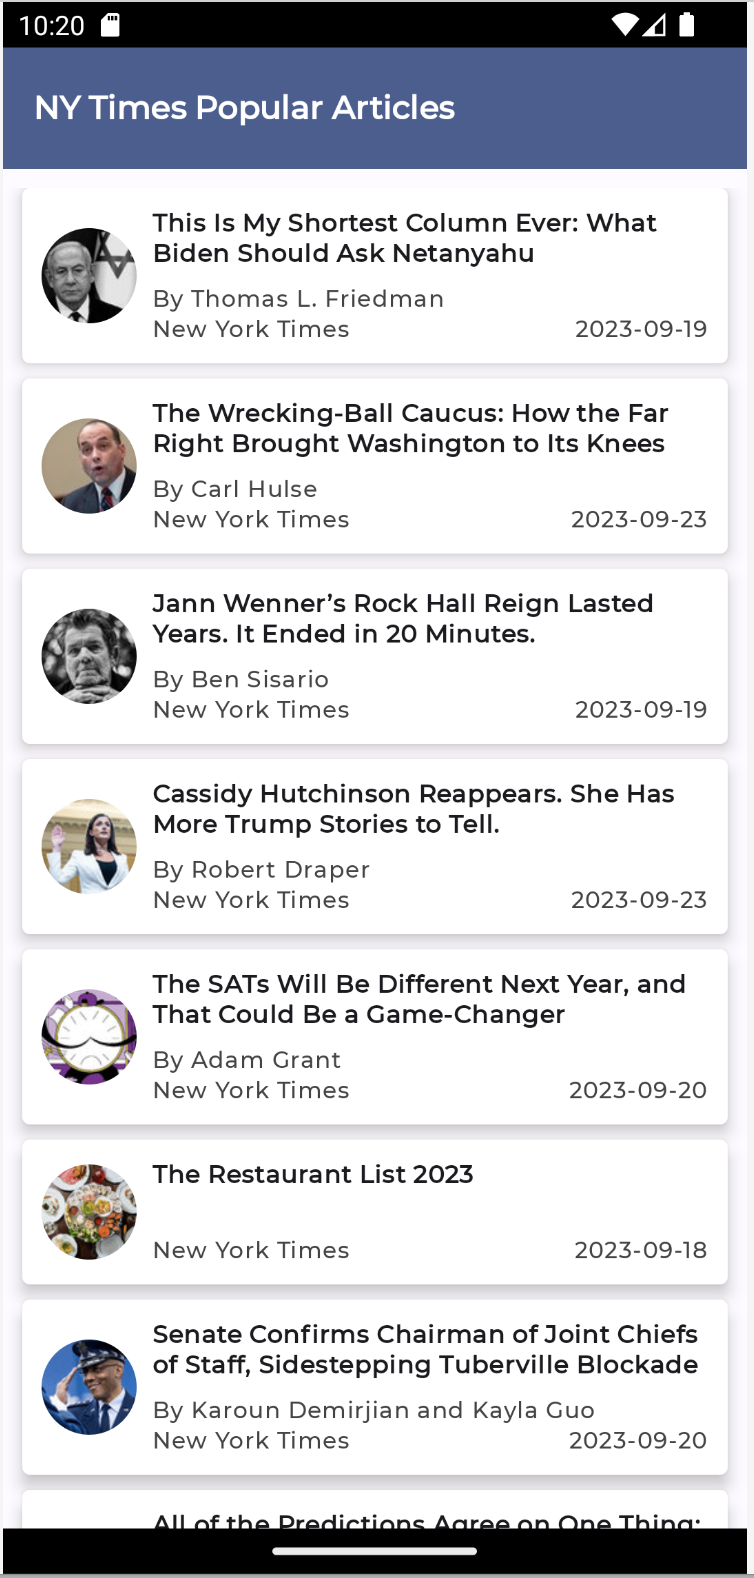 10:20
NY Times Popular Articles
This Is My Shortest Column Ever: What
Biden Should Ask Netanyahu
By Thomas L. Friedman
New York Times 2023-09-19
The Wrecking-Ball Caucus: How the Far
Right Brought Washington to Its Knees
By Carl Hulse
New York Times 2023-09-23
Jann Wenner’s Rock Hall Reign Lasted
Years. It Ended in 20 Minutes.
By Ben Sisario
New York Times 2023-09-19
Cassidy Hutchinson Reappears. She Has
More Trump Stories to Tell.
By Robert Draper
New York Times 2023-09-23
The SATs Will Be Different Next Year, and
That Could Be a Game-Changer
By Adam Grant
New York Times 2023-09-20
The Restaurant List 2023
New York Times 2023-09-18
Senate Confirms Chairman of Joint Chiefs
of Staff, Sidestepping Tuberville Blockade
By Karoun Demirjian and Kayla Guo
New York Times 2023-09-20
All of the Predictions Agree on One Thing: